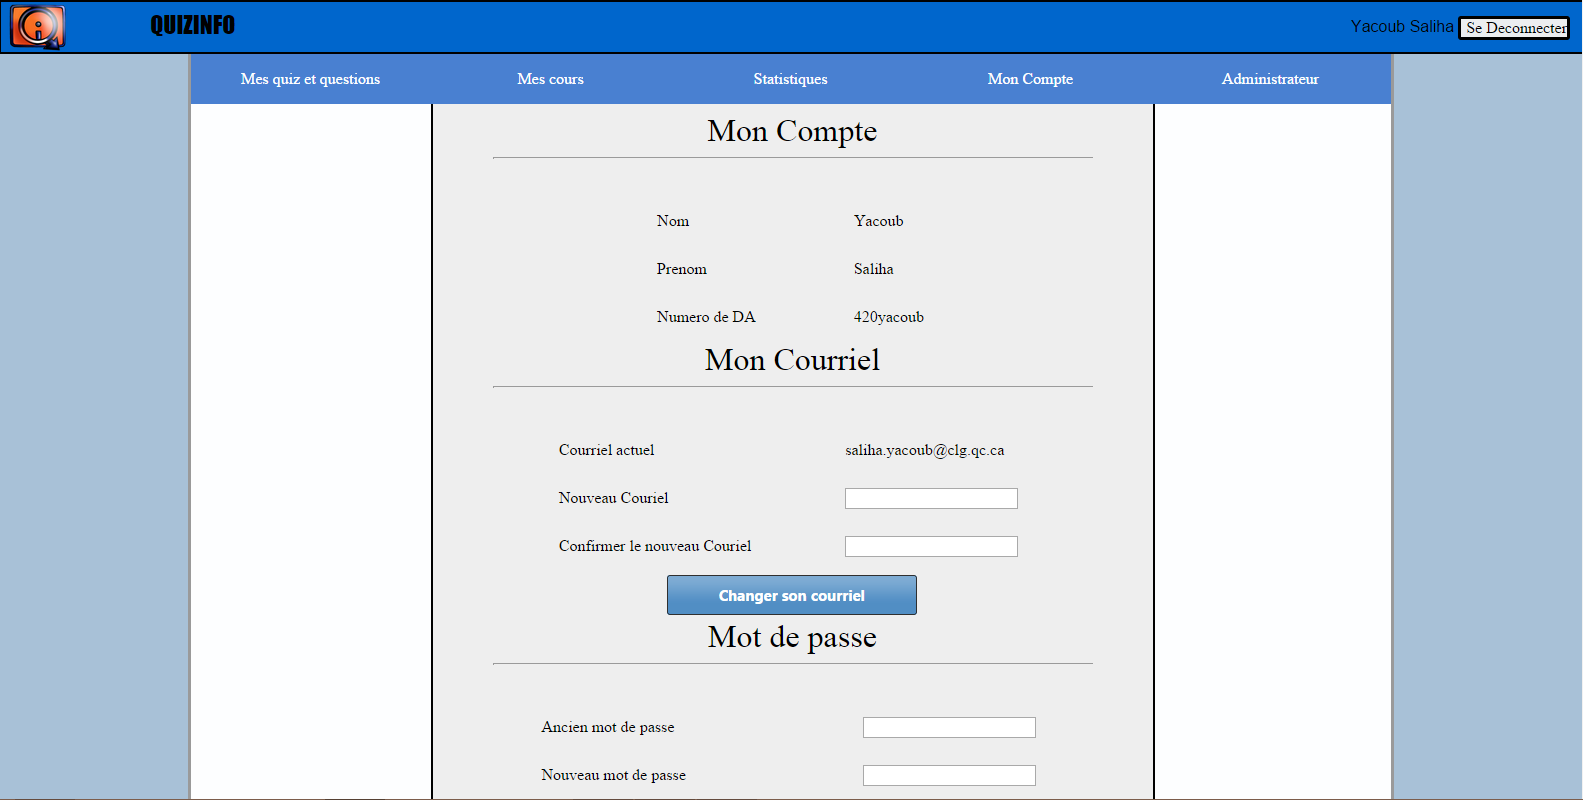 QUIZINFO
Yacoub Saliha Se Deconnecter
Mes quiz et questions Mes cours Statistiques Mon Compte Administrateur
Mon Compte
Nom Yacoub
Prenom Saliha
Numero de DA 420yacoub
Mon Courriel
Courriel actuel saliha.yacoub@clg.qc.ca
Nouveau Couriel
Confirmer le nouveau Couriel
Changer son courriel
Mot de passe
Ancien mot de passe
Nouveau mot de passe